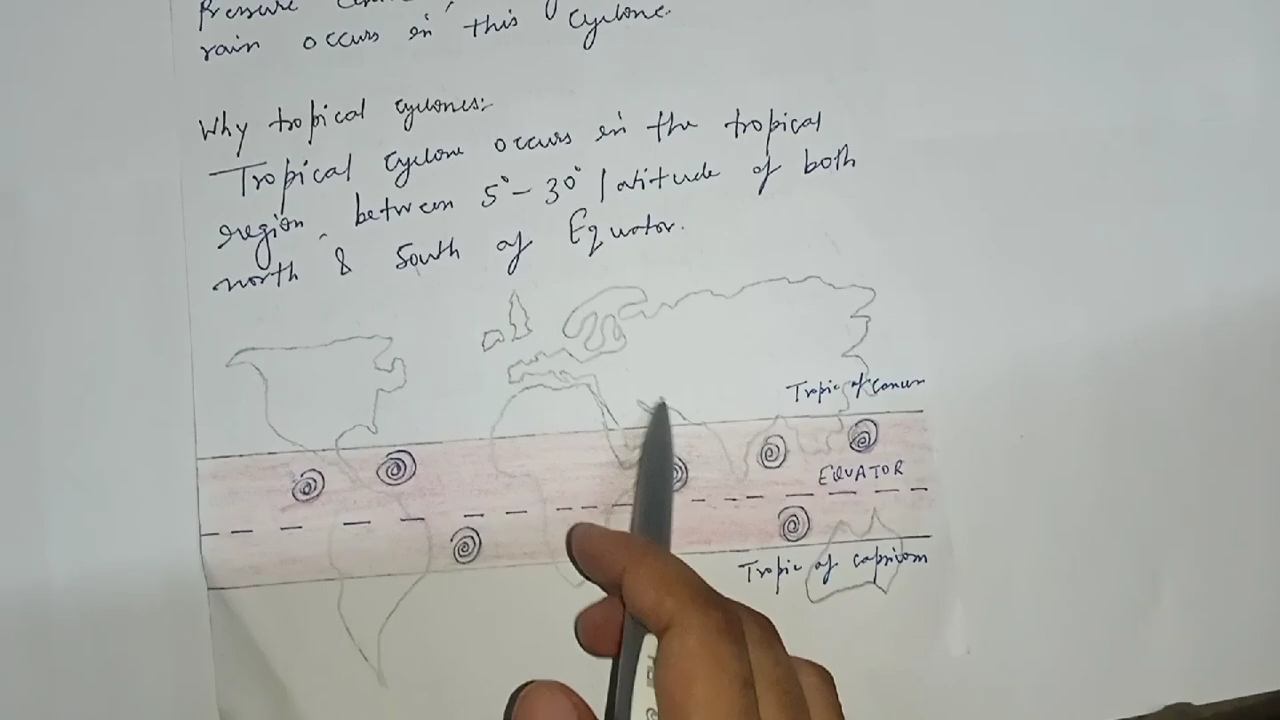 Pressure
rain occurs in this cyclone.
Why tropical cyclones:
Tropical cyclone occurs in the tropical
region, between 5° - 30° latitude of both
north & South of Equator.
Tropic of Cancer
EQUATOR
Tropic of Capricorn